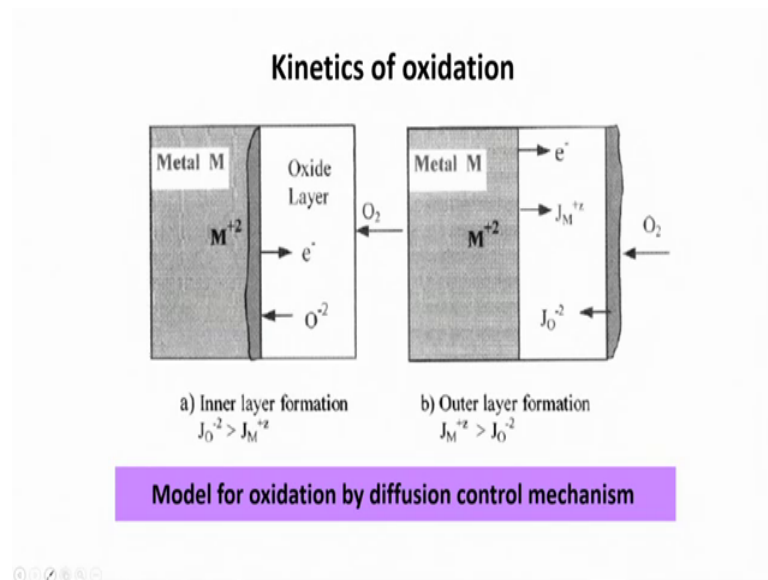 Kinetics of oxidation
Metal M
Oxide
Layer
M+2
e-
O-2
O2
Metal M
M+2
e-
JM+z
JO-2
O2
a) Inner layer formation
JO-2 > JM+z
b) Outer layer formation
JM+z > JO-2
Model for oxidation by diffusion control mechanism